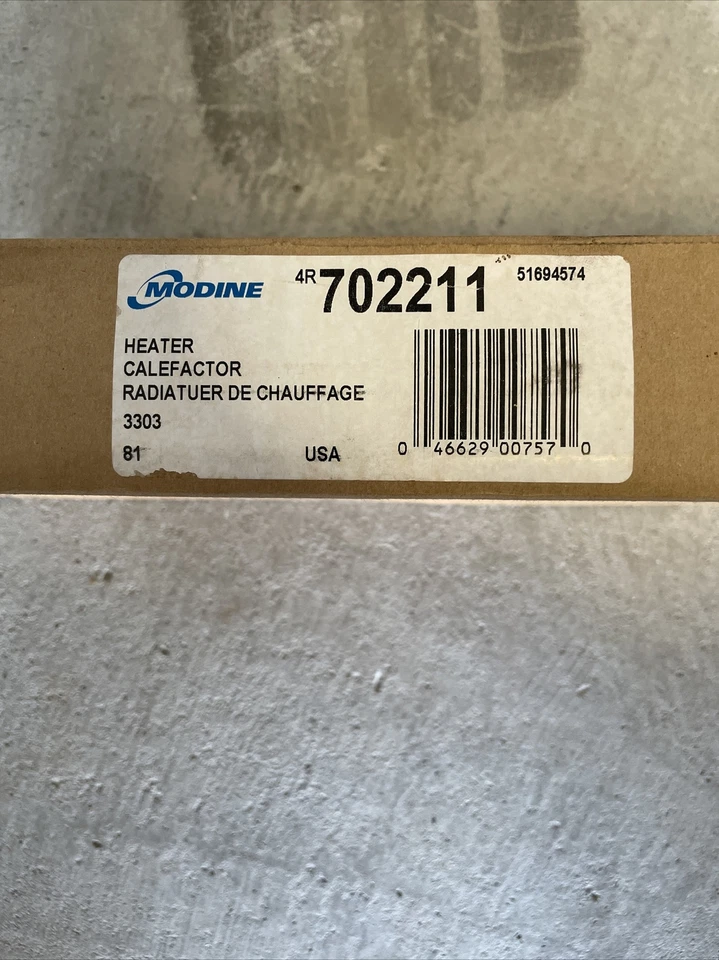 MODINE
4R 702211 51694574
HEATER
CALEFACTOR
RADIATUER DE CHAUFFAGE
3303
81 USA
0 46629 00757 0